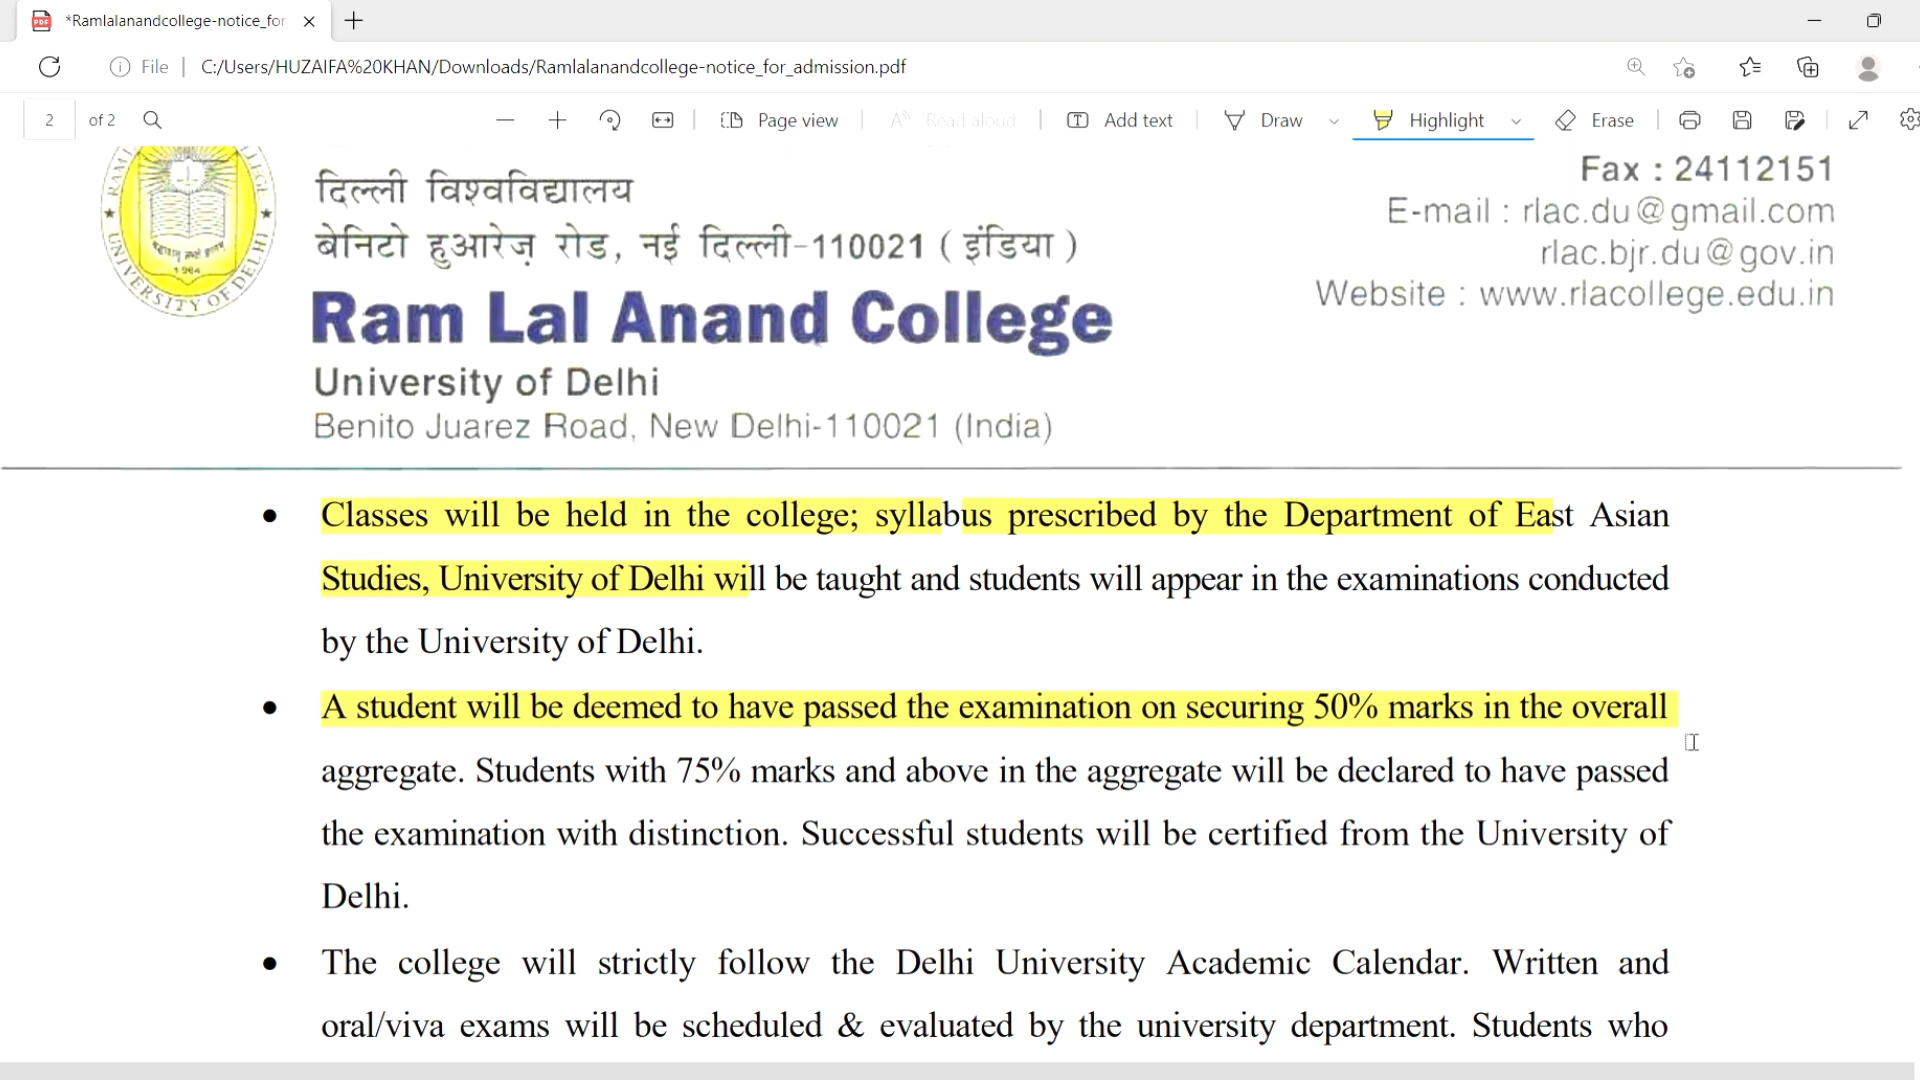 *Ramlalanandcollege-notice_for
File
C:/Users/HUZAIFA%20KHAN/Downloads/Ramlalanandcollege-notice_for_admission.pdf
2 of 2
Page view
Read aloud
Add text
Draw
Highlight
Erase
दिल्ली विश्वविद्यालय
बेनिटो हुआरेज़ रोड, नई दिल्ली-110021 ( इंडिया )
Ram Lal Anand College
University of Delhi
Benito Juarez Road, New Delhi-110021 (India)
UNIVERSITY OF DELHI
1964
Fax : 24112151
E-mail : rlac.du@gmail.com
rlac.bjr.du@gov.in
Website : www.rlacollege.edu.in
• Classes will be held in the college; syllabus prescribed by the Department of East Asian
Studies, University of Delhi will be taught and students will appear in the examinations conducted
by the University of Delhi.
• A student will be deemed to have passed the examination on securing 50% marks in the overall
aggregate. Students with 75% marks and above in the aggregate will be declared to have passed
the examination with distinction. Successful students will be certified from the University of
Delhi.
• The college will strictly follow the Delhi University Academic Calendar. Written and
oral/viva exams will be scheduled & evaluated by the university department. Students who